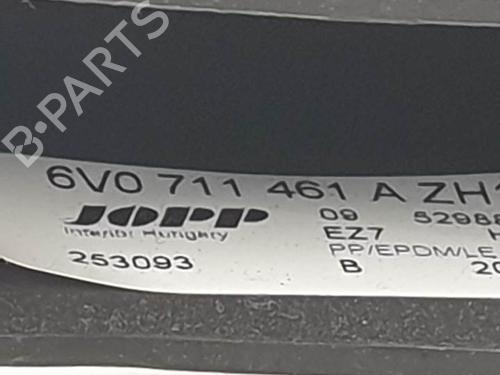 B-PARTS
6V0 711 461 A ZH
JOPP
Interior Hungary
253093
09 5298
EZ7 H
PP/EPDM/LE
B 20